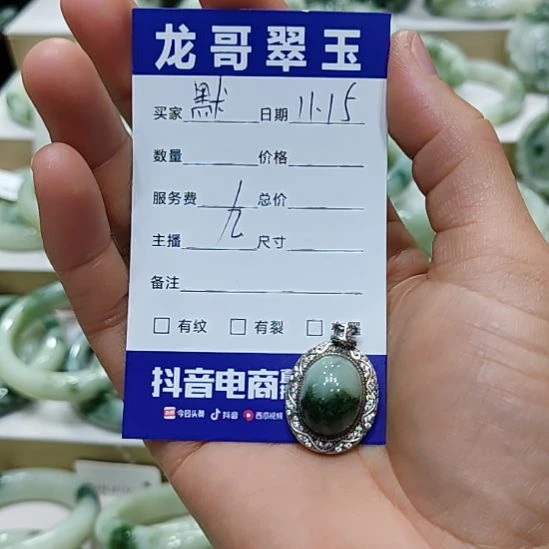 龙哥翠玉
买家 默 日期 11.15
数量 价格
服务费 总价
主播 九 尺寸
备注
□ 有纹 □ 有裂 □
抖音电商
今日头条 抖音 西瓜视频